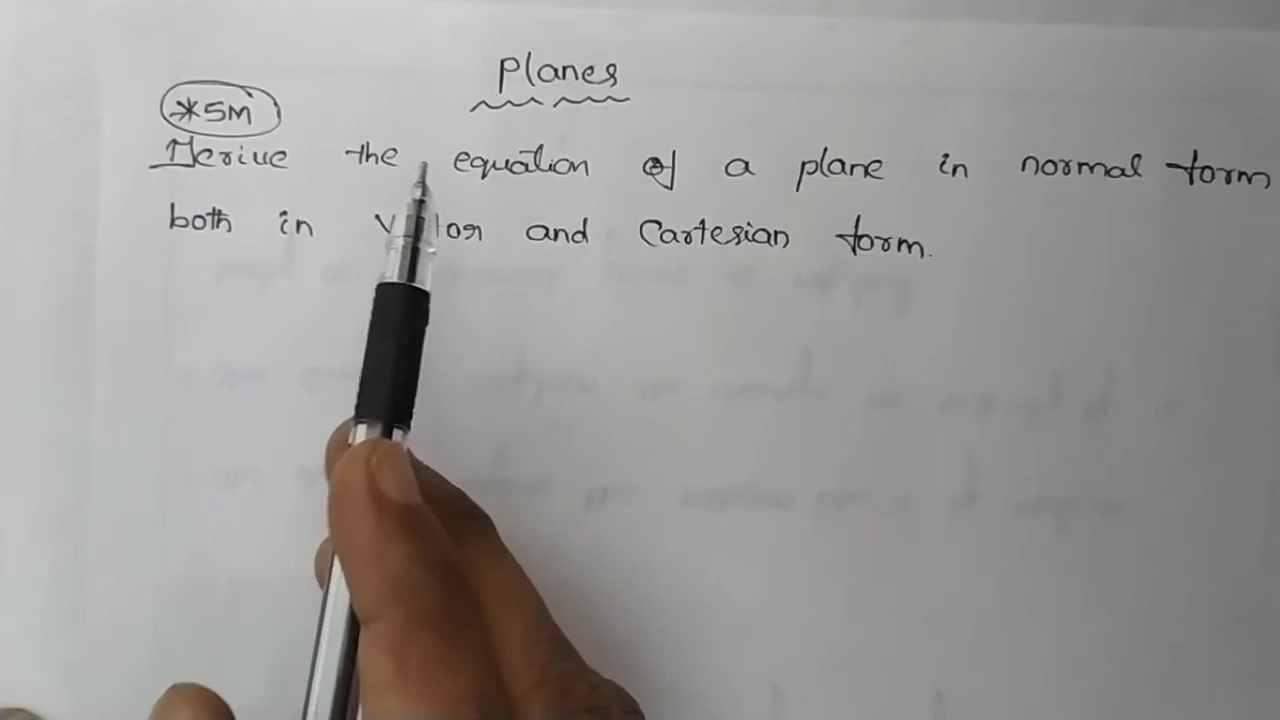 Planes
*5M
Derive the equation of a plane in normal form
both in and Cartesian form.